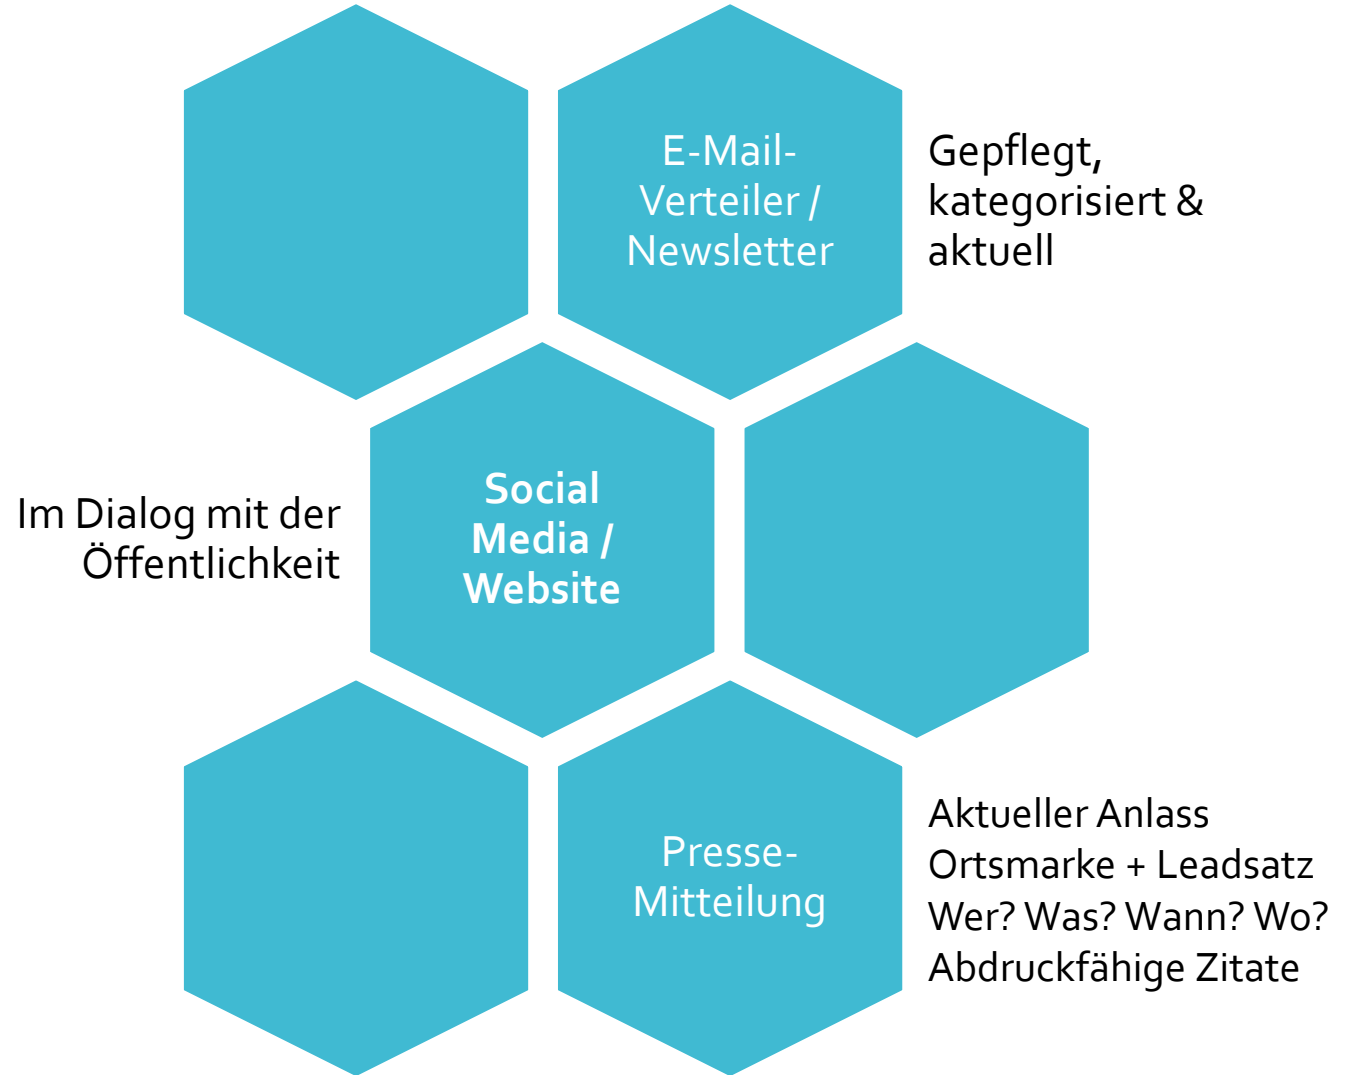 E-Mail-
Verteiler /
Newsletter
Gepflegt,
kategorisiert &
aktuell
Im Dialog mit der
Öffentlichkeit
Social
Media /
Website
Presse-
Mitteilung
Aktueller Anlass
Ortsmarke + Leadsatz
Wer? Was? Wann? Wo?
Abdruckfähige Zitate